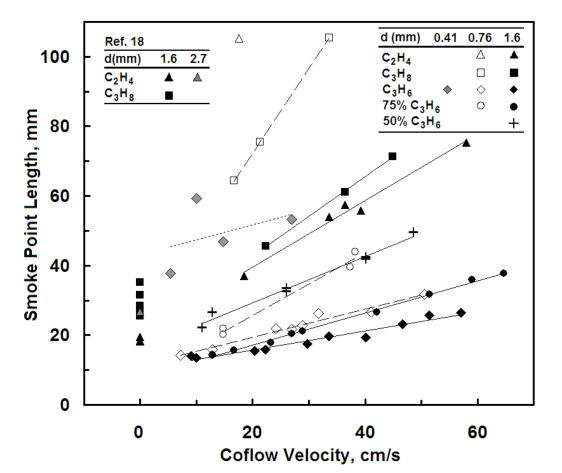 Ref. 18
d(mm) 1.6 2.7
C₂H₄
C₃H₈
d (mm) 0.41 0.76 1.6
C₂H₄
C₃H₈
C₃H₆
75% C₃H₆
50% C₃H₆
Smoke Point Length, mm
100
80
60
40
20
0
0 20 40 60
Coflow Velocity, cm/s